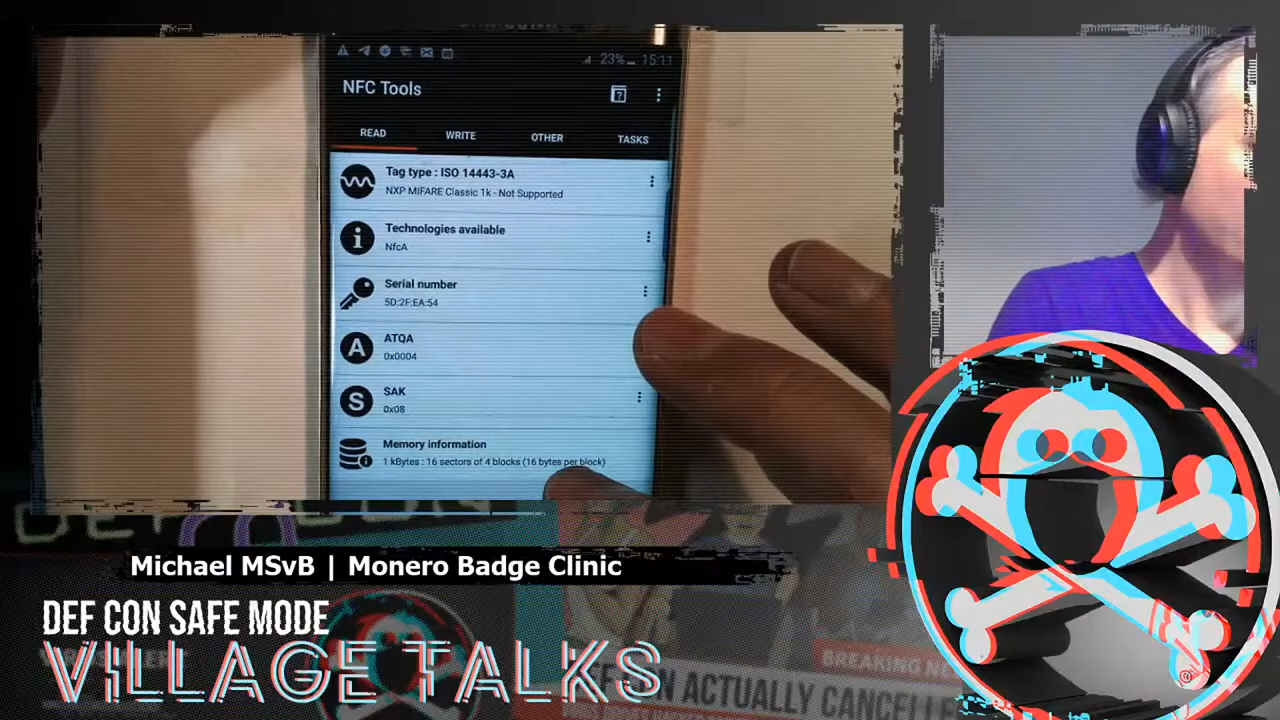 23% 15:11
NFC Tools
READ WRITE OTHER TASKS
Tag type : ISO 14443-3A
NXP MIFARE Classic 1k - Not Supported
Technologies available
NfcA
Serial number
5D:2F:EA:54
ATQA
0x0004
SAK
0x08
Memory information
1 kBytes : 16 sectors of 4 blocks (16 bytes per block)
DEF CON
Michael MSvB | Monero Badge Clinic
DEF CON SAFE MODE
VILLAGE TALKS
BREAKING
ACTUALLY
®